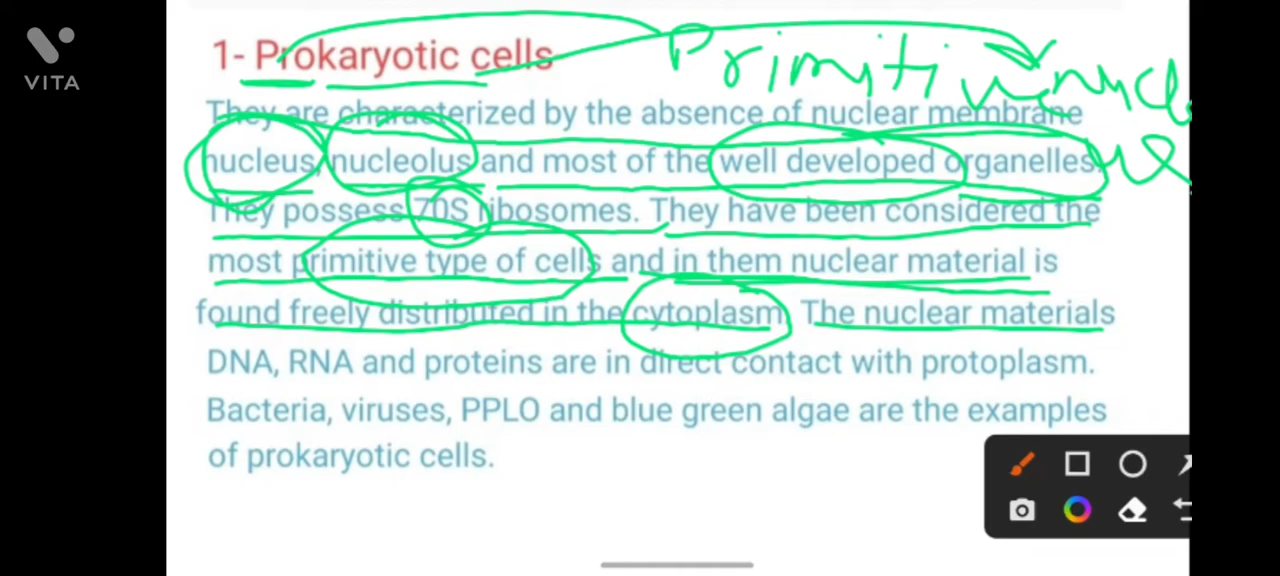 VITA
1- Prokaryotic cells
Primitive nucle
us
They are characterized by the absence of nuclear membrane
nucleus, nucleolus and most of the well developed organelles.
They possess 70S ribosomes. They have been considered the
most primitive type of cells and in them nuclear material is
found freely distributed in the cytoplasm. The nuclear materials
DNA, RNA and proteins are in direct contact with protoplasm.
Bacteria, viruses, PPLO and blue green algae are the examples
of prokaryotic cells.